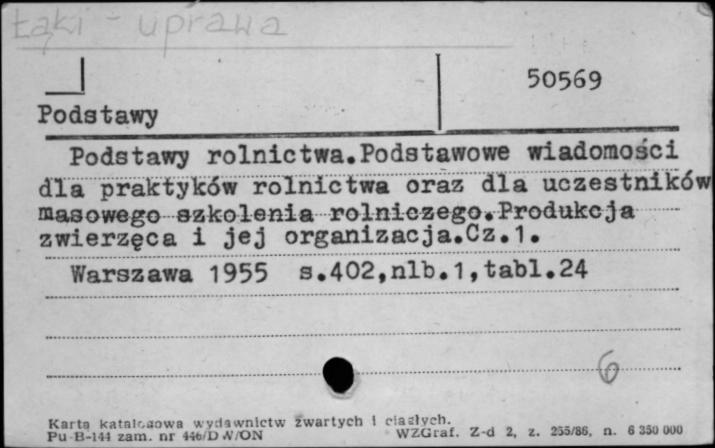 Łąki - uprawa
50569
Podstawy
Podstawy rolnictwa.Podstawowe wiadomości
dla praktyków rolnictwa oraz dla uczestników
masowego szkolenia rolniczego.Produkcja
zwierzęca i jej organizacja.Cz.1.
Warszawa 1955 s.402,nlb.1,tabl.24
6
Karta katalogowa wydawnictw zwartych i ciągłych.
Pu-B-144 zam. nr 446/D W/ON WZGraf. Z-d 2, z. 255/86, n. 6 350 000